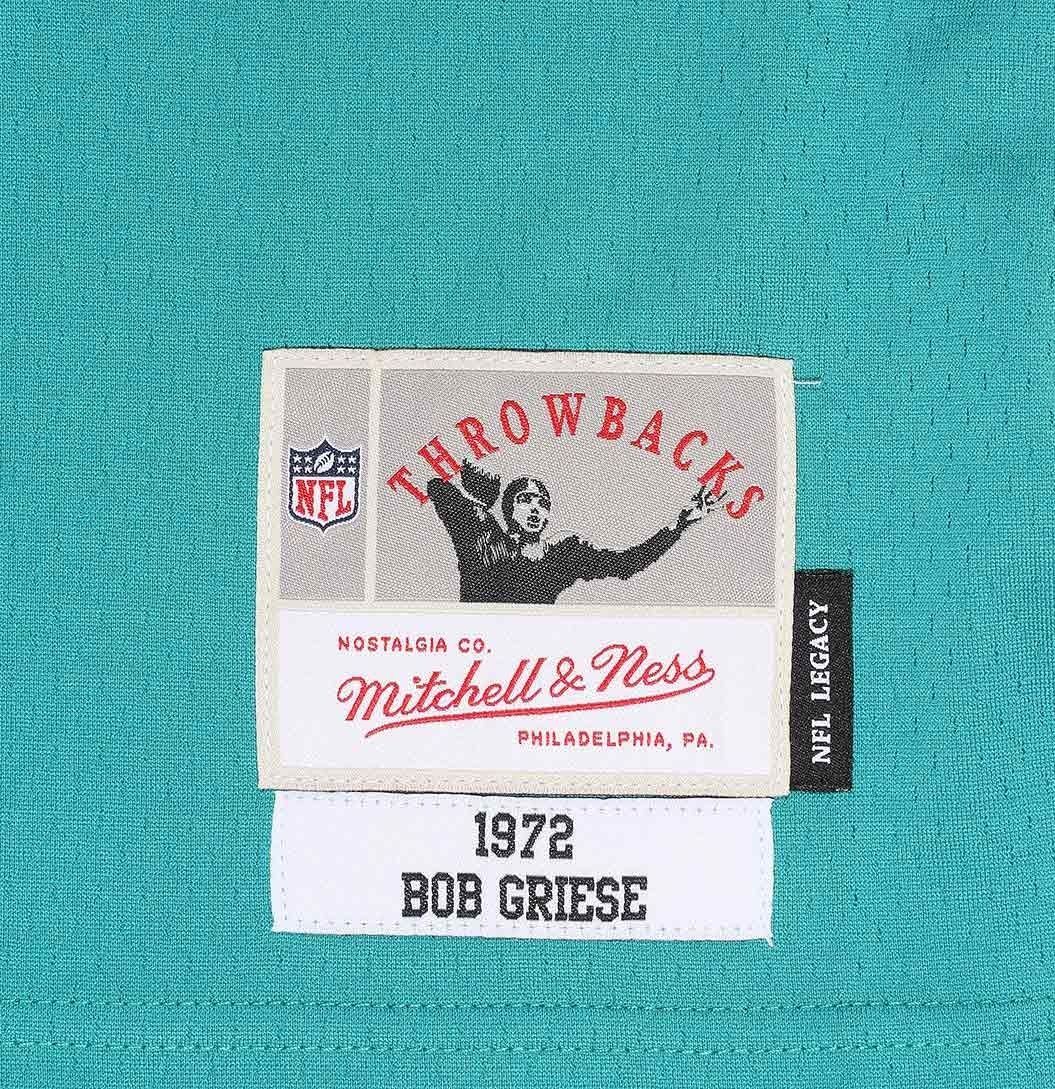 THROWBACKS
NFL
NOSTALGIA CO.
Mitchell & Ness
PHILADELPHIA, PA.
NFL LEGACY
1972
BOB GRIESE